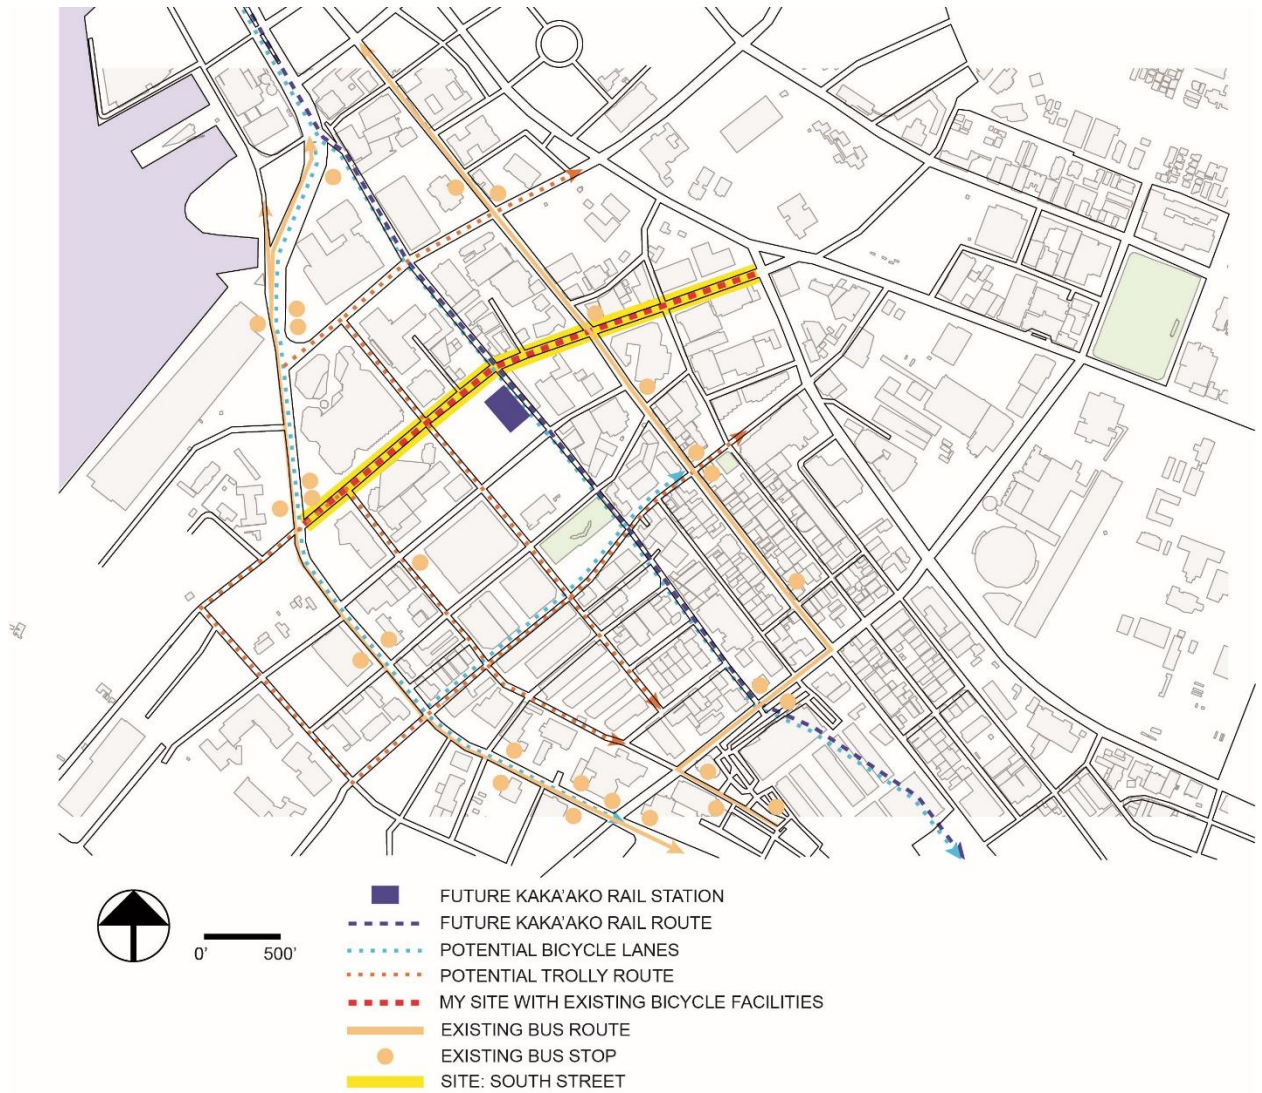 FUTURE KAKA'AKO RAIL STATION
FUTURE KAKA'AKO RAIL ROUTE
POTENTIAL BICYCLE LANES
0' 500'
POTENTIAL TROLLY ROUTE
MY SITE WITH EXISTING BICYCLE FACILITIES
EXISTING BUS ROUTE
EXISTING BUS STOP
SITE: SOUTH STREET